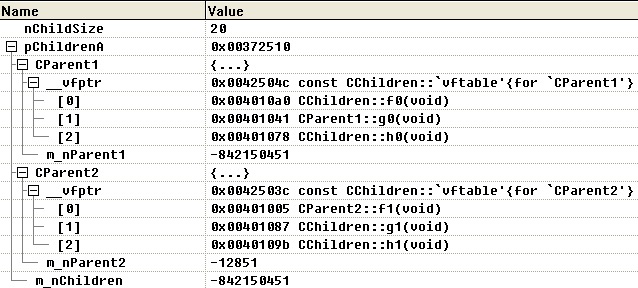 Name Value
nChildSize 20
pChildrenA 0x00372510
CParent1 {...}
__vfptr 0x0042504c const CChildren::`vftable'{for `CParent1'}
[0] 0x004010a0 CChildren::f0(void)
[1] 0x00401041 CParent1::g0(void)
[2] 0x00401078 CChildren::h0(void)
m_nParent1 -842150451
CParent2 {...}
__vfptr 0x0042503c const CChildren::`vftable'{for `CParent2'}
[0] 0x00401005 CParent2::f1(void)
[1] 0x00401087 CChildren::g1(void)
[2] 0x0040109b CChildren::h1(void)
m_nParent2 -12851
m_nChildren -842150451